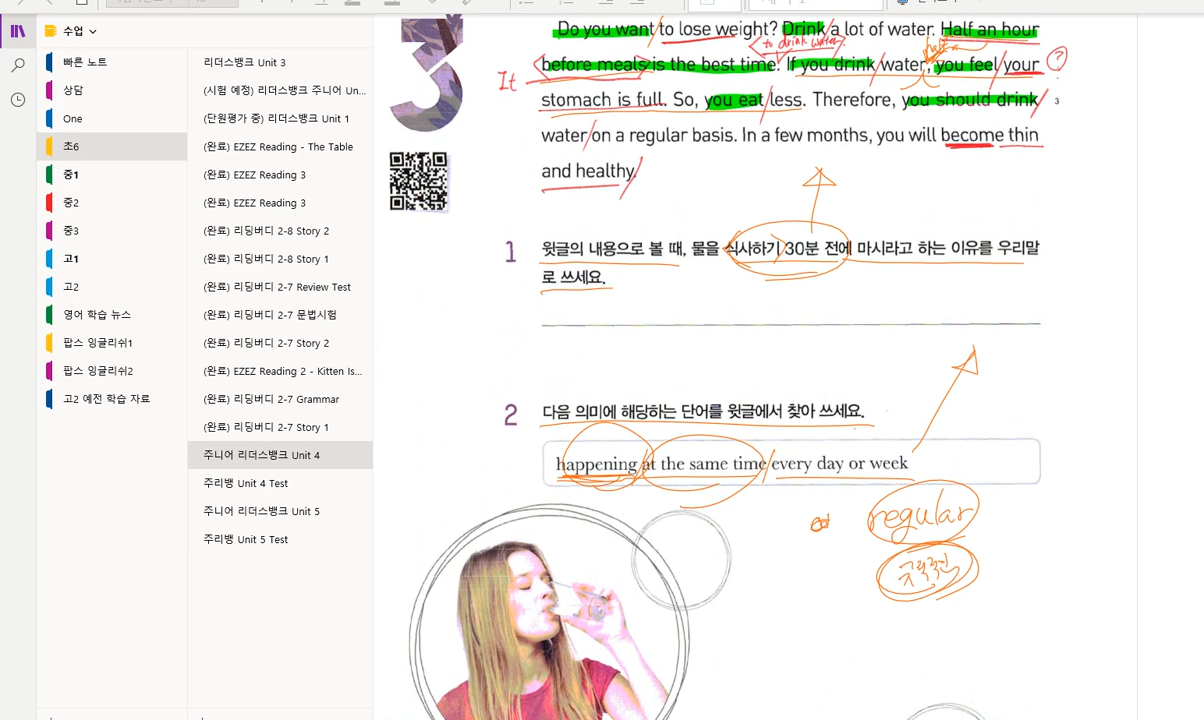 수업
빠른 노트
상담
One
초6
중1
중2
중3
고1
고2
영어 학습 뉴스
팝스 잉글리쉬1
팝스 잉글리쉬2
고2 예전 학습 자료
리더스뱅크 Unit 3
(시험 예정) 리더스뱅크 주니어 Un...
(단원평가 중) 리더스뱅크 Unit 1
(완료) EZEZ Reading - The Table
(완료) EZEZ Reading 3
(완료) EZEZ Reading 3
(완료) 리딩버디 2-8 Story 2
(완료) 리딩버디 2-8 Story 1
(완료) 리딩버디 2-7 Review Test
(완료) 리딩버디 2-7 문법시험
(완료) 리딩버디 2-7 Story 2
(완료) EZEZ Reading 2 - Kitten Is...
(완료) 리딩버디 2-7 Grammar
(완료) 리딩버디 2-7 Story 1
주니어 리더스뱅크 Unit 4
주리뱅 Unit 4 Test
주니어 리더스뱅크 Unit 5
주리뱅 Unit 5 Test
3
Do you want to lose weight? Drink a lot of water. Half an hour
to drink water
It before meals is the best time. If you drink water, you feel your ?
stomach is full. So, you eat less. Therefore, you should drink 3
water on a regular basis. In a few months, you will become thin
and healthy.
1 윗글의 내용으로 볼 때, 물을 식사하기 30분 전에 마시라고 하는 이유를 우리말
로 쓰세요.
2 다음 의미에 해당하는 단어를 윗글에서 찾아 쓰세요.
happening at the same time every day or week
regular
규칙적인